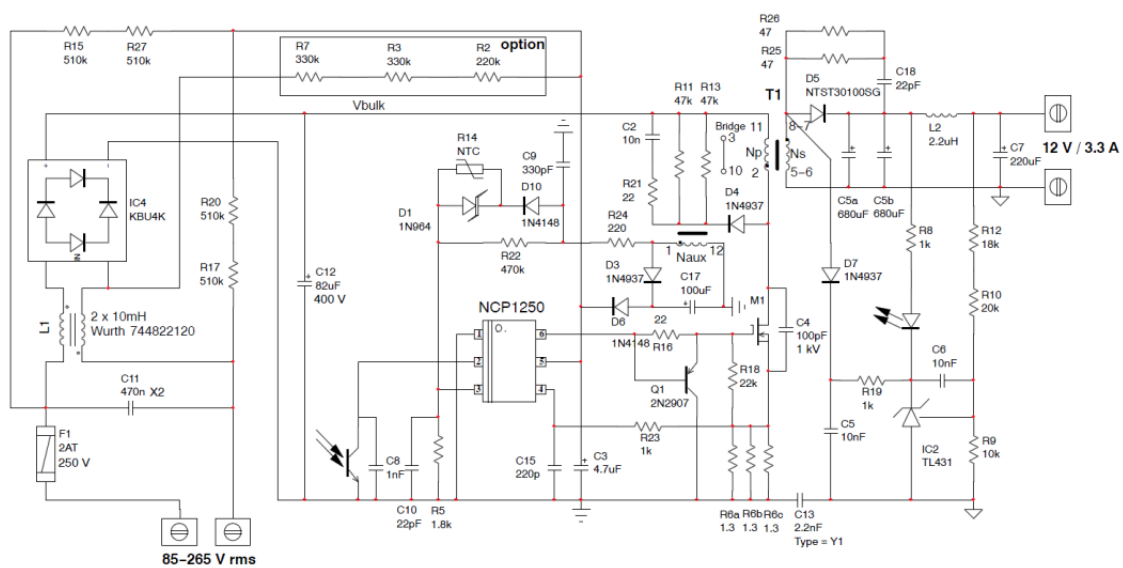 R15
510k
R27
510k
option
R7
330k
R3
330k
R2
220k
Vbulk
R26
47
R25
47
C18
22pF
D5
NTST30100SG
T1
R11
47k
R13
47k
11
8-7
Bridge
3
10
Np
Ns
2
5-6
C2
10n
R21
22
D4
1N4937
L2
2.2uH
C7
220uF
12 V / 3.3 A
C5a
680uF
C5b
680uF
R14
NTC
C9
330pF
D10
1N4148
D1
1N964
IC4
KBU4K
IN
R20
510k
R17
510k
R22
470k
R24
220
1
12
Naux
D3
1N4937
C17
100uF
D6
1N4148
C12
82uF
400 V
L1
2 x 10mH
Wurth 744822120
NCP1250
O.
1
2
3
6
5
4
22
R16
M1
C4
100pF
1 kV
R18
22k
Q1
2N2907
D7
1N4937
R8
1k
R12
18k
R10
20k
C6
10nF
R19
1k
C5
10nF
IC2
TL431
R9
10k
C11
470n X2
F1
2AT
250 V
C8
1nF
C10
22pF
R5
1.8k
C15
220p
C3
4.7uF
R23
1k
R6a
1.3
R6b
1.3
R6c
1.3
C13
2.2nF
Type = Y1
85-265 V rms